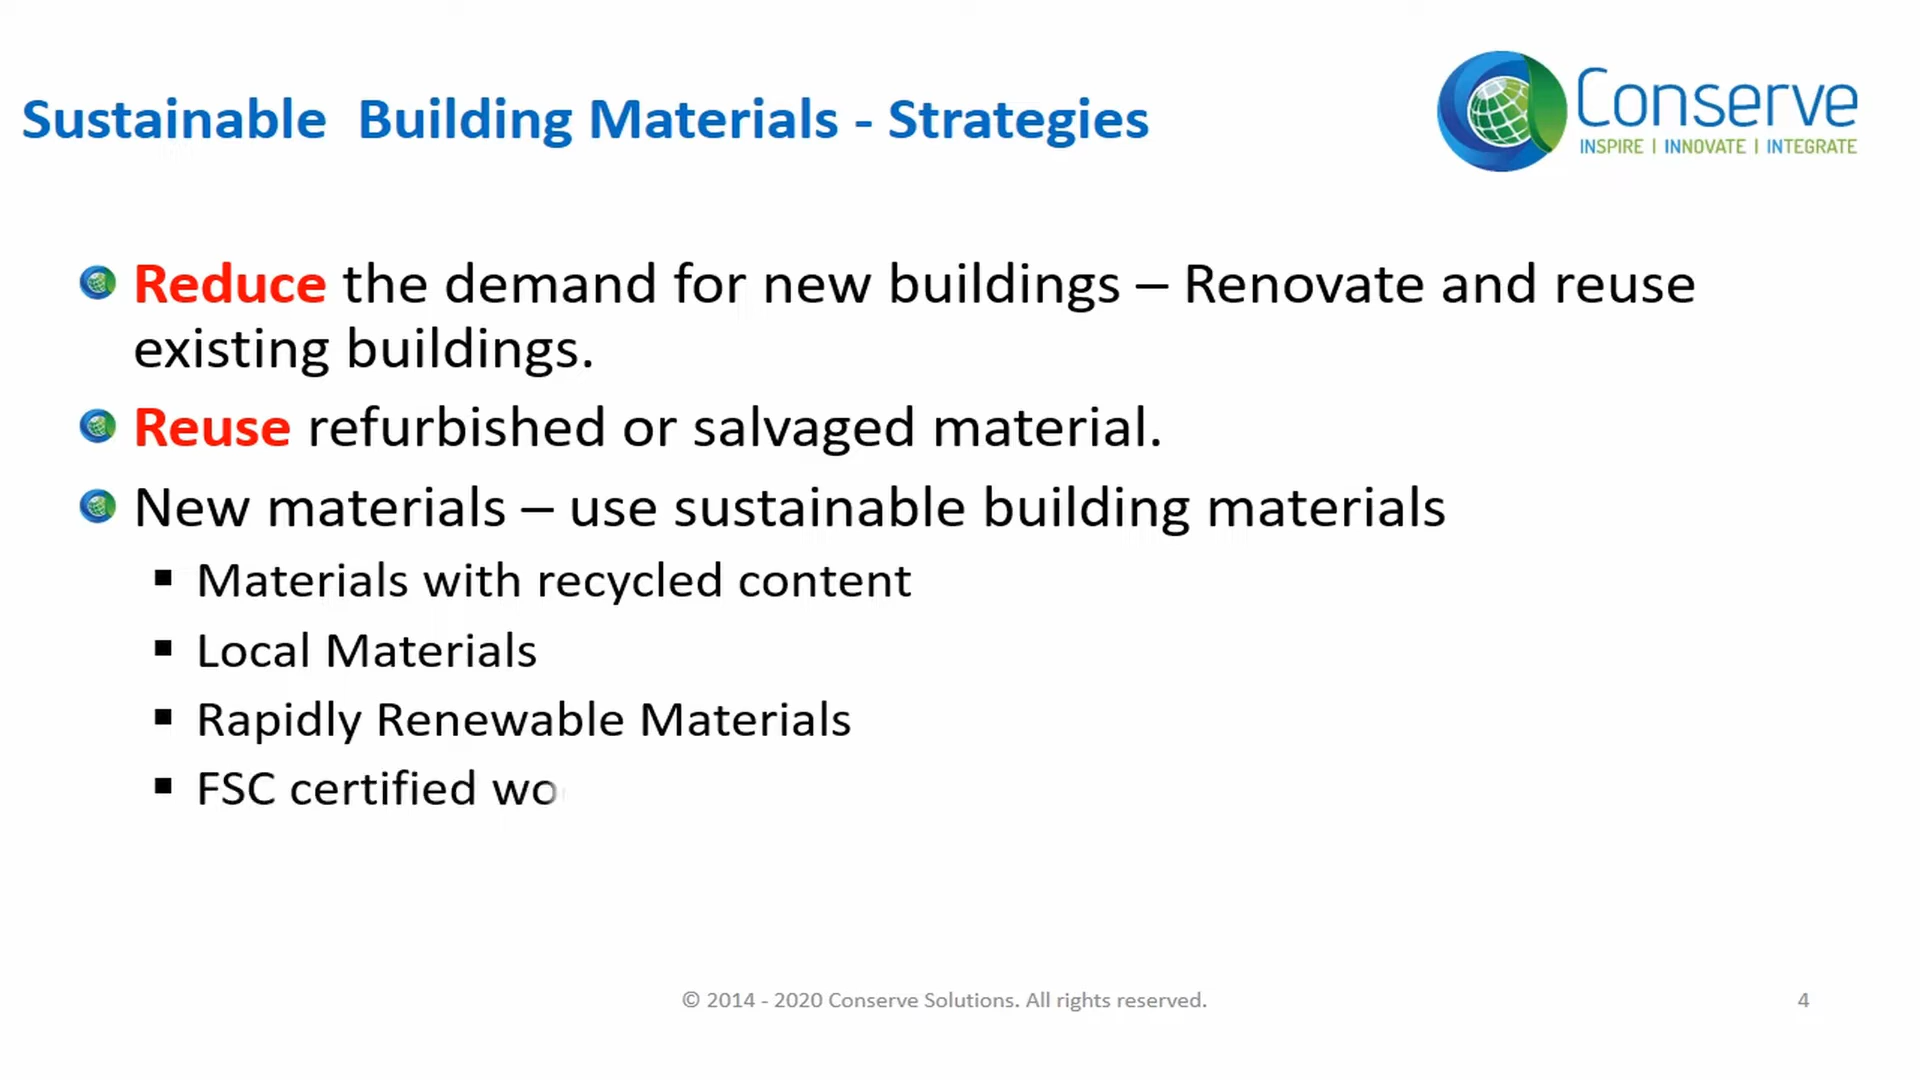 Sustainable  Building Materials - Strategies
Conserve
INSPIRE | INNOVATE | INTEGRATE
Reduce the demand for new buildings – Renovate and reuse
existing buildings.
Reuse refurbished or salvaged material.
New materials – use sustainable building materials
▪ Materials with recycled content
▪ Local Materials
▪ Rapidly Renewable Materials
▪ FSC certified
© 2014 - 2020 Conserve Solutions. All rights reserved.
4